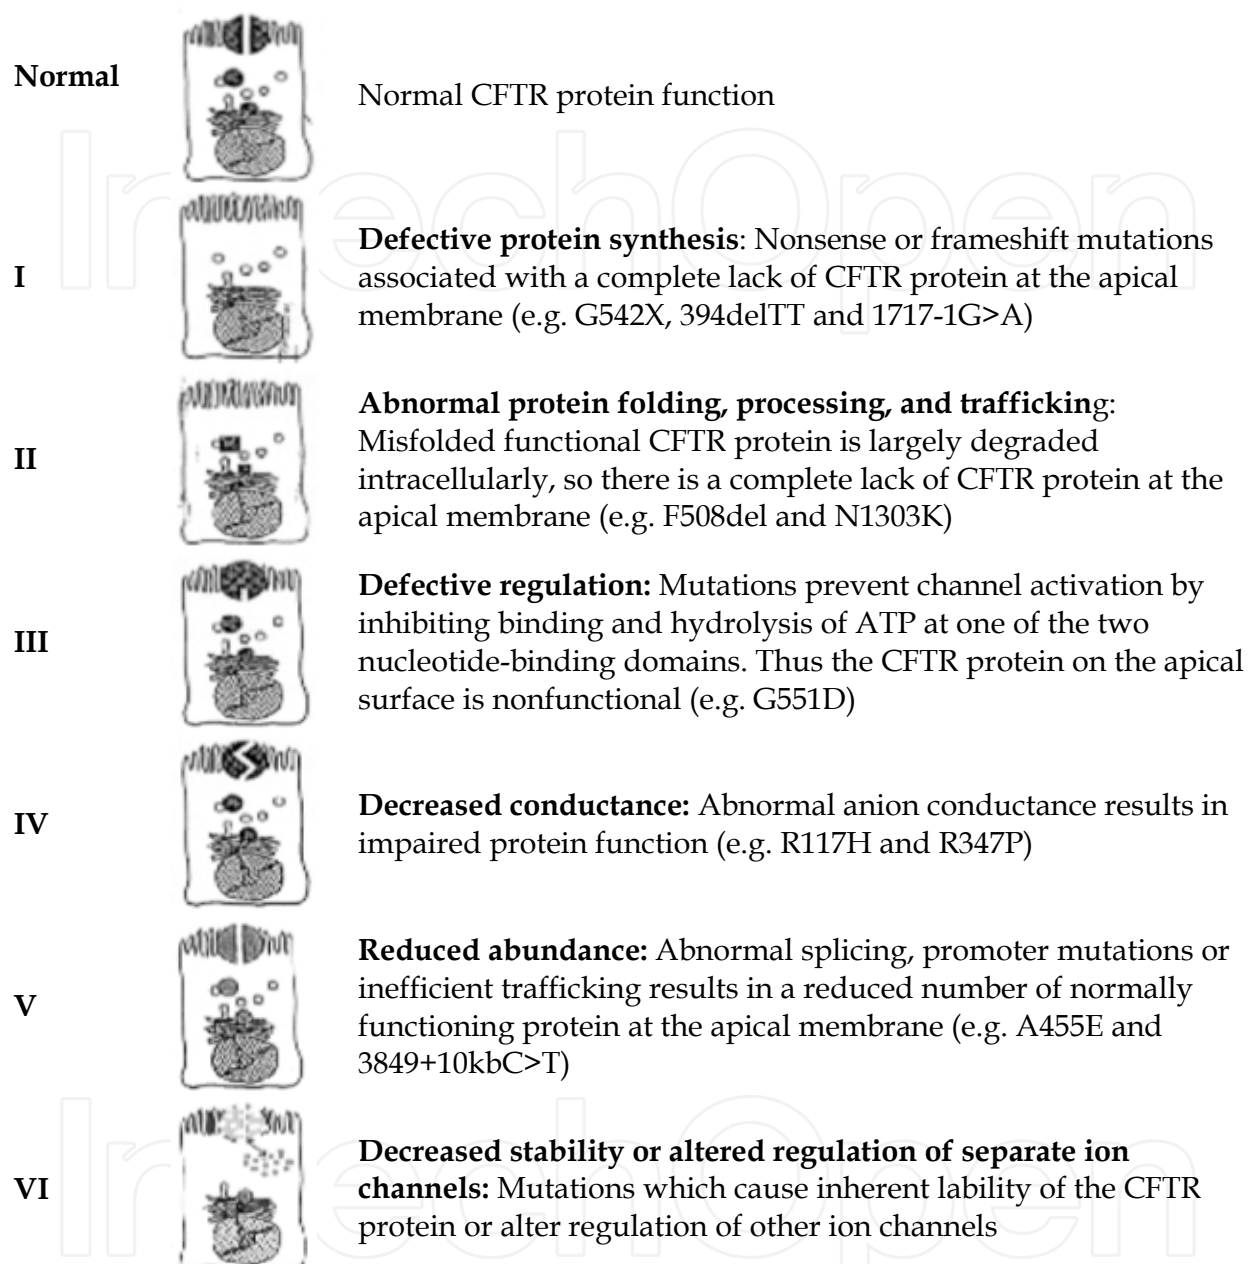 Normal
Normal CFTR protein function
I
Defective protein synthesis: Nonsense or frameshift mutations
associated with a complete lack of CFTR protein at the apical
membrane (e.g. G542X, 394delTT and 1717-1G>A)
II
Abnormal protein folding, processing, and trafficking:
Misfolded functional CFTR protein is largely degraded
intracellularly, so there is a complete lack of CFTR protein at the
apical membrane (e.g. F508del and N1303K)
III
Defective regulation: Mutations prevent channel activation by
inhibiting binding and hydrolysis of ATP at one of the two
nucleotide-binding domains. Thus the CFTR protein on the apical
surface is nonfunctional (e.g. G551D)
IV
Decreased conductance: Abnormal anion conductance results in
impaired protein function (e.g. R117H and R347P)
V
Reduced abundance: Abnormal splicing, promoter mutations or
inefficient trafficking results in a reduced number of normally
functioning protein at the apical membrane (e.g. A455E and
3849+10kbC>T)
VI
Decreased stability or altered regulation of separate ion
channels: Mutations which cause inherent lability of the CFTR
protein or alter regulation of other ion channels
InTechOpen
InTechOpen